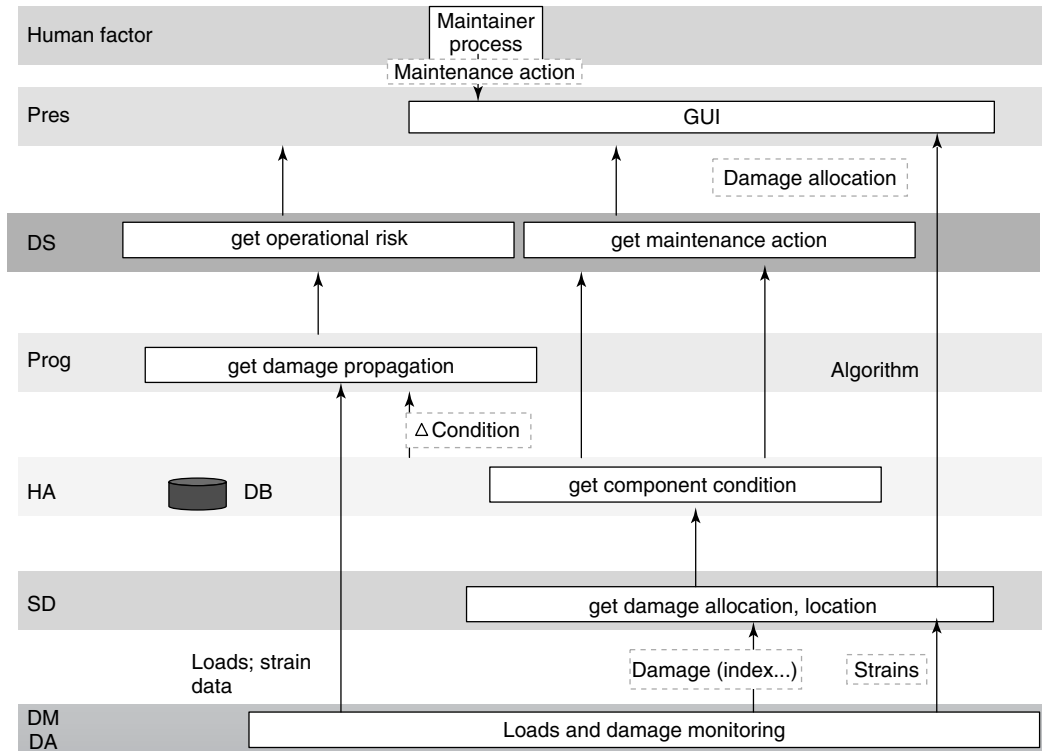 Human factor
Maintainer
process
Maintenance action
Pres
GUI
Damage allocation
DS
get operational risk
get maintenance action
Prog
get damage propagation
Algorithm
△ Condition
HA
DB
get component condition
SD
get damage allocation, location
Loads; strain
data
Damage (index...)
Strains
DM
DA
Loads and damage monitoring